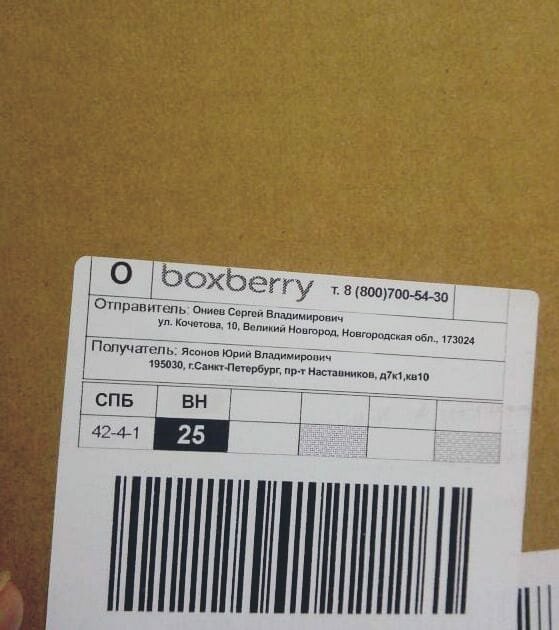 О boxberry т. 8 (800)700-54-30
Отправитель: Ониев Сергей Владимирович
ул. Кочетова, 10, Великий Новгород, Новгородская обл., 173024
Получатель: Ясонов Юрий Владимирович
195030, г.Санкт-Петербург, пр-т Наставников, д7к1,кв10
СПБ ВН
42-4-1 25